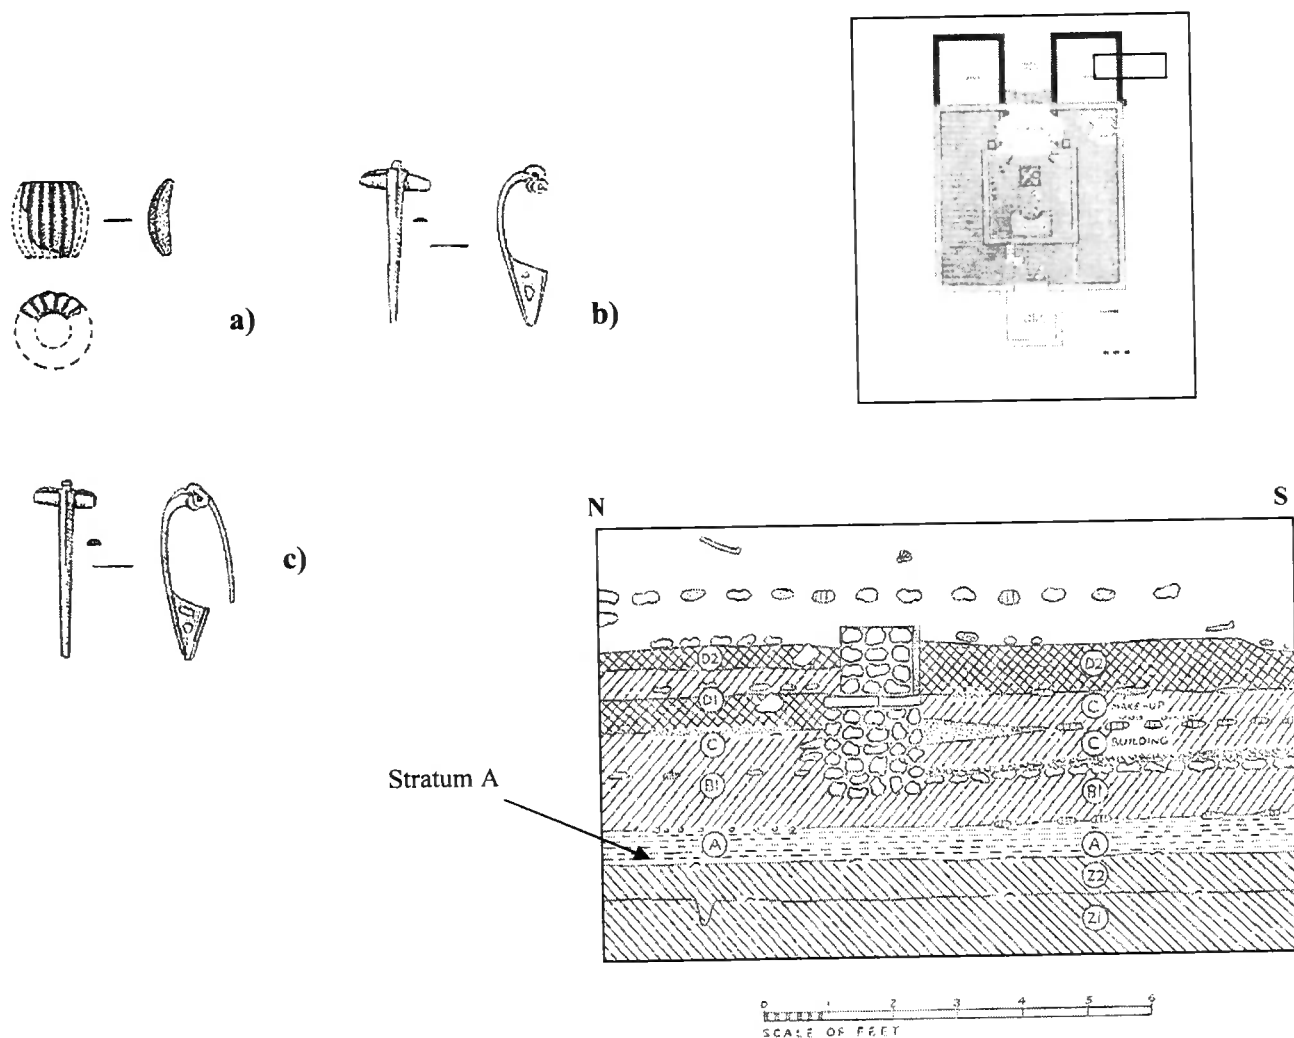 a)
b)
c)
N
S
D2
D2
D1
C
MAKE-UP
C
C
BUILDING
B1
B1
Stratum A
A
A
Z2
Z1
0 1 2 3 4 5 6
SCALE OF FEET